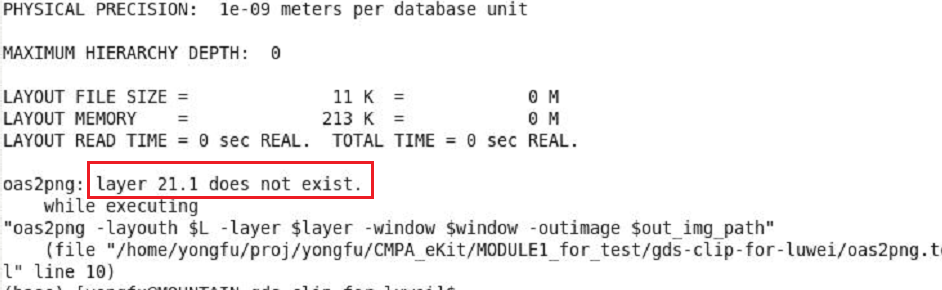 PHYSICAL PRECISION:  1e-09 meters per database unit
MAXIMUM HIERARCHY DEPTH:  0
LAYOUT FILE SIZE =              11 K  =            0 M
LAYOUT MEMORY    =             213 K  =            0 M
LAYOUT READ TIME = 0 sec REAL.  TOTAL TIME = 0 sec REAL.
oas2png: layer 21.1 does not exist.
    while executing
"oas2png -layouth $L -layer $layer -window $window -outimage $out_img_path"
    (file "/home/yongfu/proj/yongfu/CMPA_eKit/MODULE1_for_test/gds-clip-for-luwei/oas2png.tc
l" line 10)